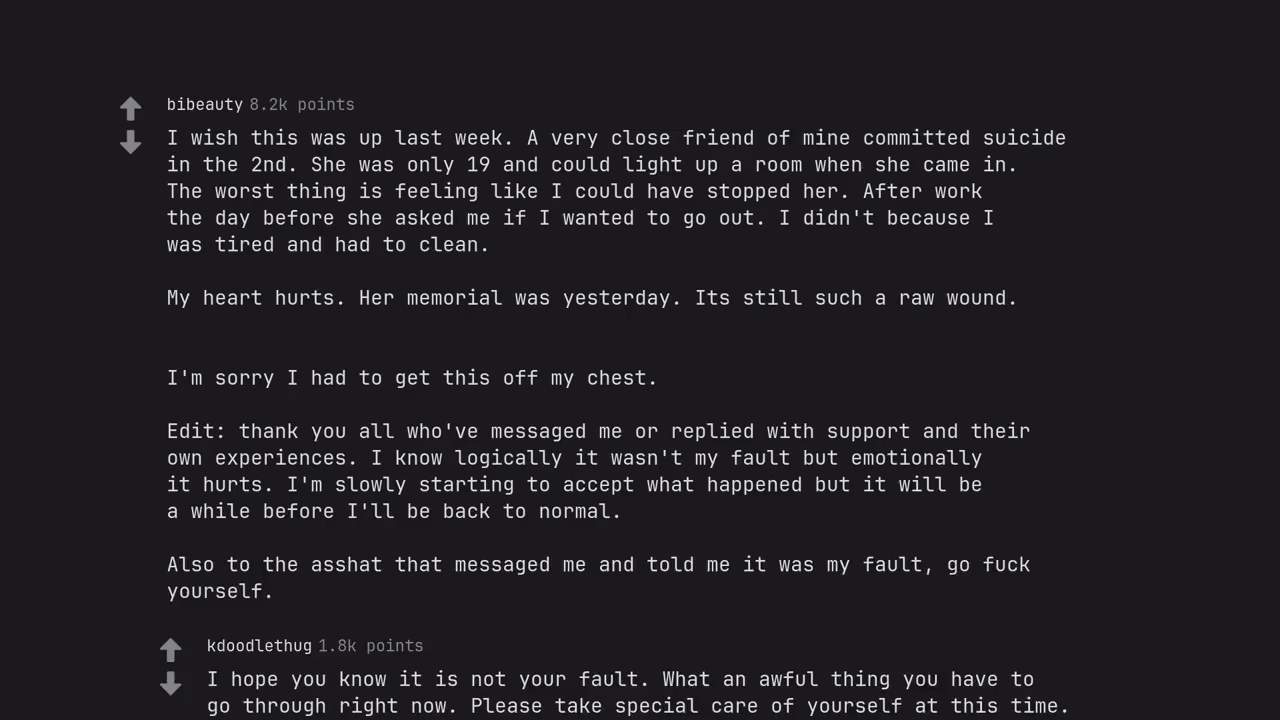 bibeauty 8.2k points
I wish this was up last week. A very close friend of mine committed suicide
in the 2nd. She was only 19 and could light up a room when she came in.
The worst thing is feeling like I could have stopped her. After work
the day before she asked me if I wanted to go out. I didn't because I
was tired and had to clean.
My heart hurts. Her memorial was yesterday. Its still such a raw wound.
I'm sorry I had to get this off my chest.
Edit: thank you all who've messaged me or replied with support and their
own experiences. I know logically it wasn't my fault but emotionally
it hurts. I'm slowly starting to accept what happened but it will be
a while before I'll be back to normal.
Also to the asshat that messaged me and told me it was my fault, go fuck
yourself.
kdoodlethug 1.8k points
I hope you know it is not your fault. What an awful thing you have to
go through right now. Please take special care of yourself at this time.